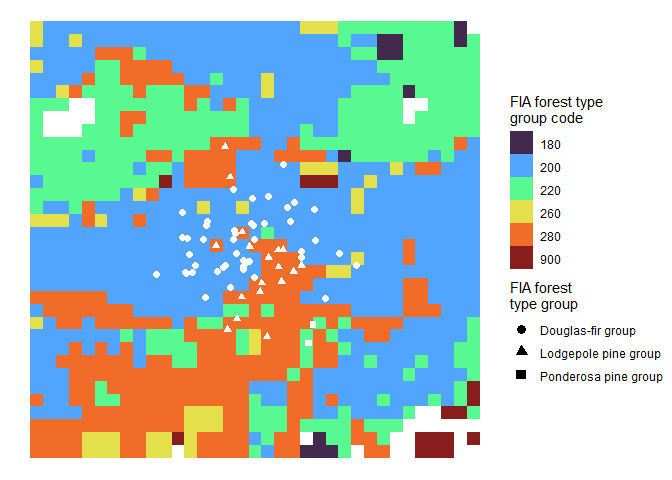 FIA forest type
group code
180
200
220
260
280
900
FIA forest
type group
Douglas-fir group
Lodgepole pine group
Ponderosa pine group